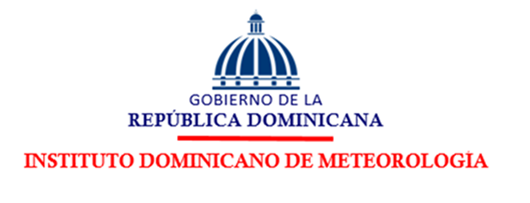 GOBIERNO DE LA
REPÚBLICA DOMINICANA
INSTITUTO DOMINICANO DE METEOROLOGÍA